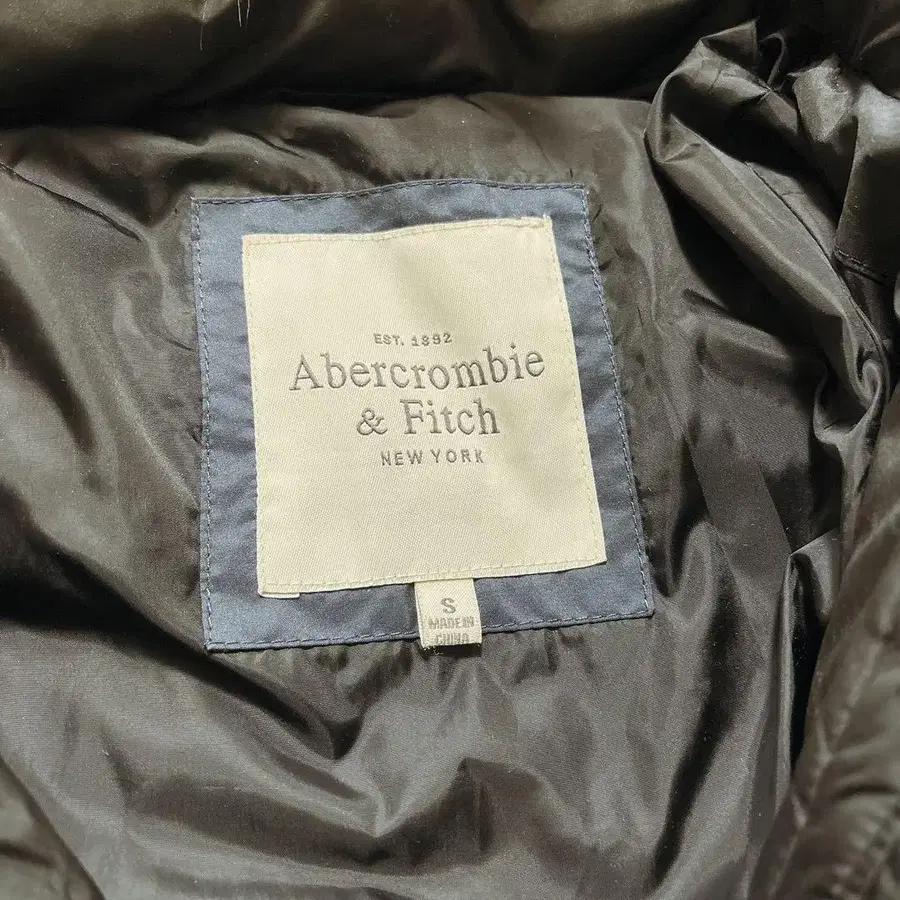 EST. 1892
Abercrombie
& Fitch
NEW YORK
S
MADE IN
CHINA